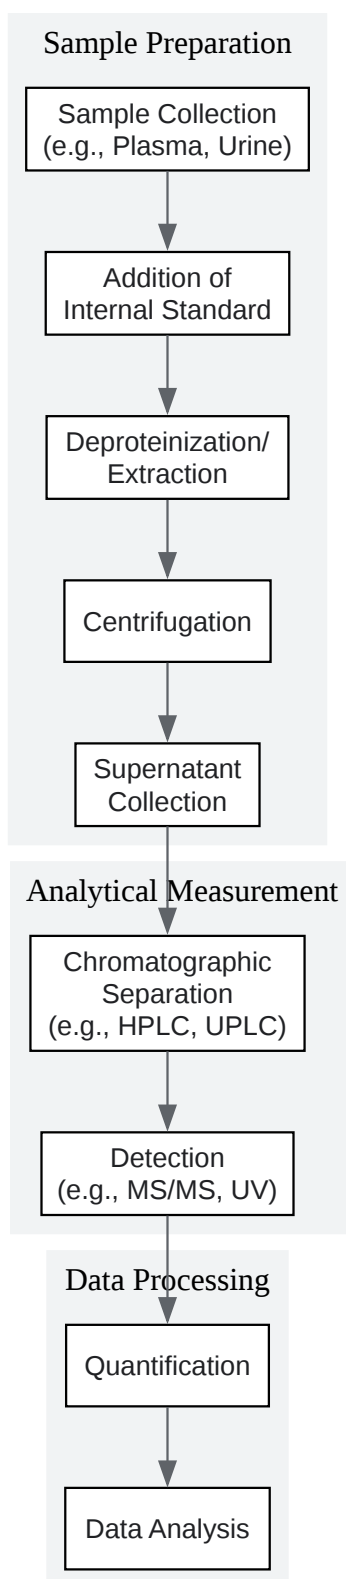 Sample Preparation
Sample Collection
(e.g., Plasma, Urine)
Addition of
Internal Standard
Deproteinization/
Extraction
Centrifugation
Supernatant
Collection
Analytical Measurement
Chromatographic
Separation
(e.g., HPLC, UPLC)
Detection
(e.g., MS/MS, UV)
Data Processing
Quantification
Data Analysis